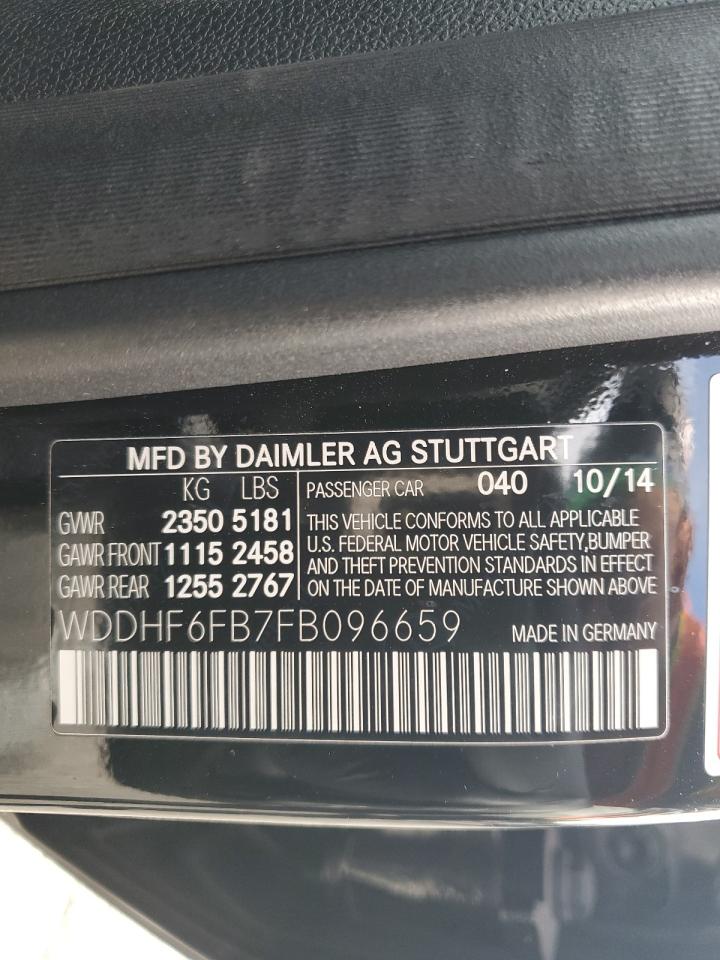 MFD BY DAIMLER AG STUTTGART
KG LBS
GVWR 2350 5181
GAWR FRONT 1115 2458
GAWR REAR 1255 2767
PASSENGER CAR 040 10/14
THIS VEHICLE CONFORMS TO ALL APPLICABLE
U.S. FEDERAL MOTOR VEHICLE SAFETY,BUMPER
AND THEFT PREVENTION STANDARDS IN EFFECT
ON THE DATE OF MANUFACTURE SHOWN ABOVE
WDDHF6FB7FB096659 MADE IN GERMANY